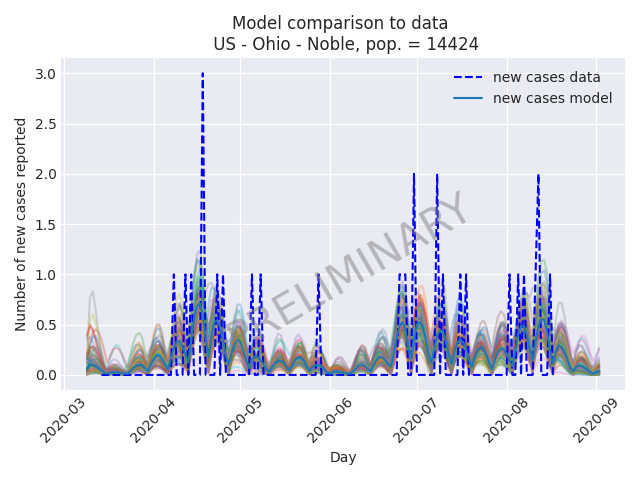 Model comparison to data
US - Ohio - Noble, pop. = 14424
3.0
2.5
2.0
1.5
1.0
0.5
0.0
Number of new cases reported
new cases data
new cases model
PRELIMINARY
2020-03
2020-04
2020-05
2020-06
2020-07
2020-08
2020-09
Day